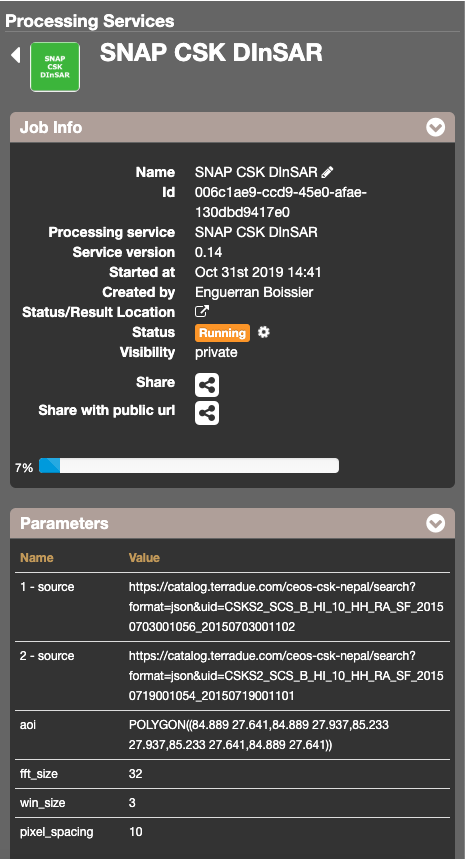 Processing Services
SNAP
CSK
DInSAR
SNAP CSK DInSAR
Job Info
Name SNAP CSK DInSAR
Id 006c1ae9-ccd9-45e0-afae-
130dbd9417e0
Processing service SNAP CSK DInSAR
Service version 0.14
Started at Oct 31st 2019 14:41
Created by Enguerran Boissier
Status/Result Location
Status Running
Visibility private
Share
Share with public url
7%
Parameters
Name Value
1 - source https://catalog.terradue.com/ceos-csk-nepal/search?
format=json&uid=CSKS2_SCS_B_HI_10_HH_RA_SF_2015
0703001056_20150703001102
2 - source https://catalog.terradue.com/ceos-csk-nepal/search?
format=json&uid=CSKS2_SCS_B_HI_10_HH_RA_SF_2015
0719001054_20150719001101
aoi POLYGON((84.889 27.641,84.889 27.937,85.233
27.937,85.233 27.641,84.889 27.641))
fft_size 32
win_size 3
pixel_spacing 10